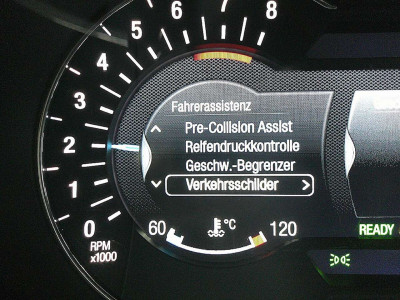 8
7
6
5
4
3
2
1
0
RPM
x1000
Fahrerassistenz
Pre-Collision Assist
Reifendruckkontrolle
Geschw.-Begrenzer
Verkehrsschilder
60 °C 120
READY